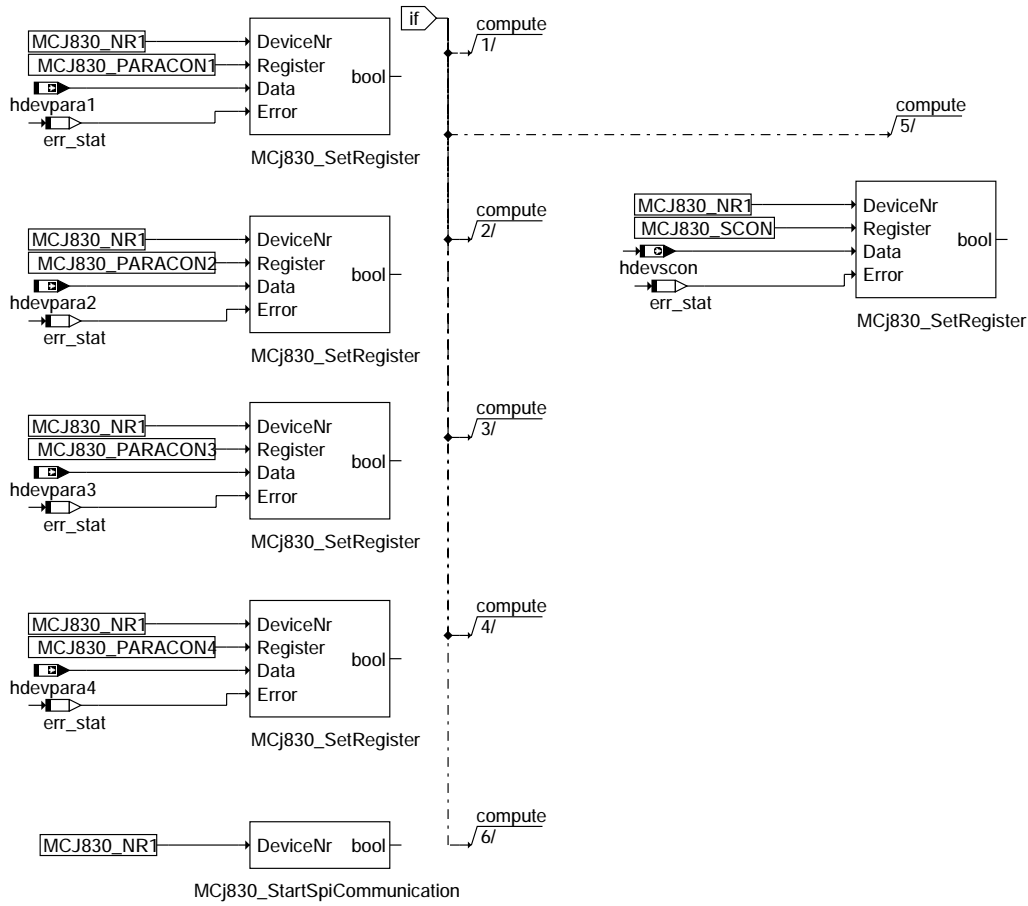 if
compute
1/
MCJ830_NR1
DeviceNr
MCJ830_PARACON1
Register
bool
Data
hdevpara1
Error
err_stat
MCj830_SetRegister
compute
5/
compute
2/
MCJ830_NR1
DeviceNr
MCJ830_PARACON2
Register
bool
Data
hdevpara2
Error
err_stat
MCj830_SetRegister
MCJ830_NR1
DeviceNr
MCJ830_SCON
Register
bool
Data
hdevscon
Error
err_stat
MCj830_SetRegister
compute
3/
MCJ830_NR1
DeviceNr
MCJ830_PARACON3
Register
bool
Data
hdevpara3
Error
err_stat
MCj830_SetRegister
compute
4/
MCJ830_NR1
DeviceNr
MCJ830_PARACON4
Register
bool
Data
hdevpara4
Error
err_stat
MCj830_SetRegister
compute
6/
MCJ830_NR1
DeviceNr bool
MCj830_StartSpiCommunication